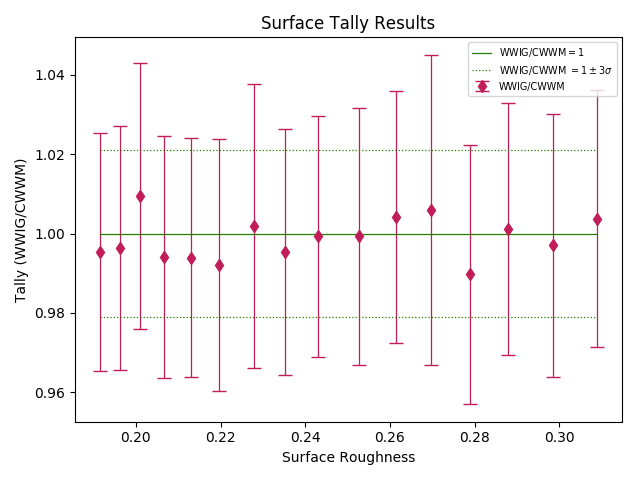 Surface Tally Results
WWIG/CWWM = 1
WWIG/CWWM = 1 ± 3σ
WWIG/CWWM
Tally (WWIG/CWWM)
1.04
1.02
1.00
0.98
0.96
0.20 0.22 0.24 0.26 0.28 0.30
Surface Roughness